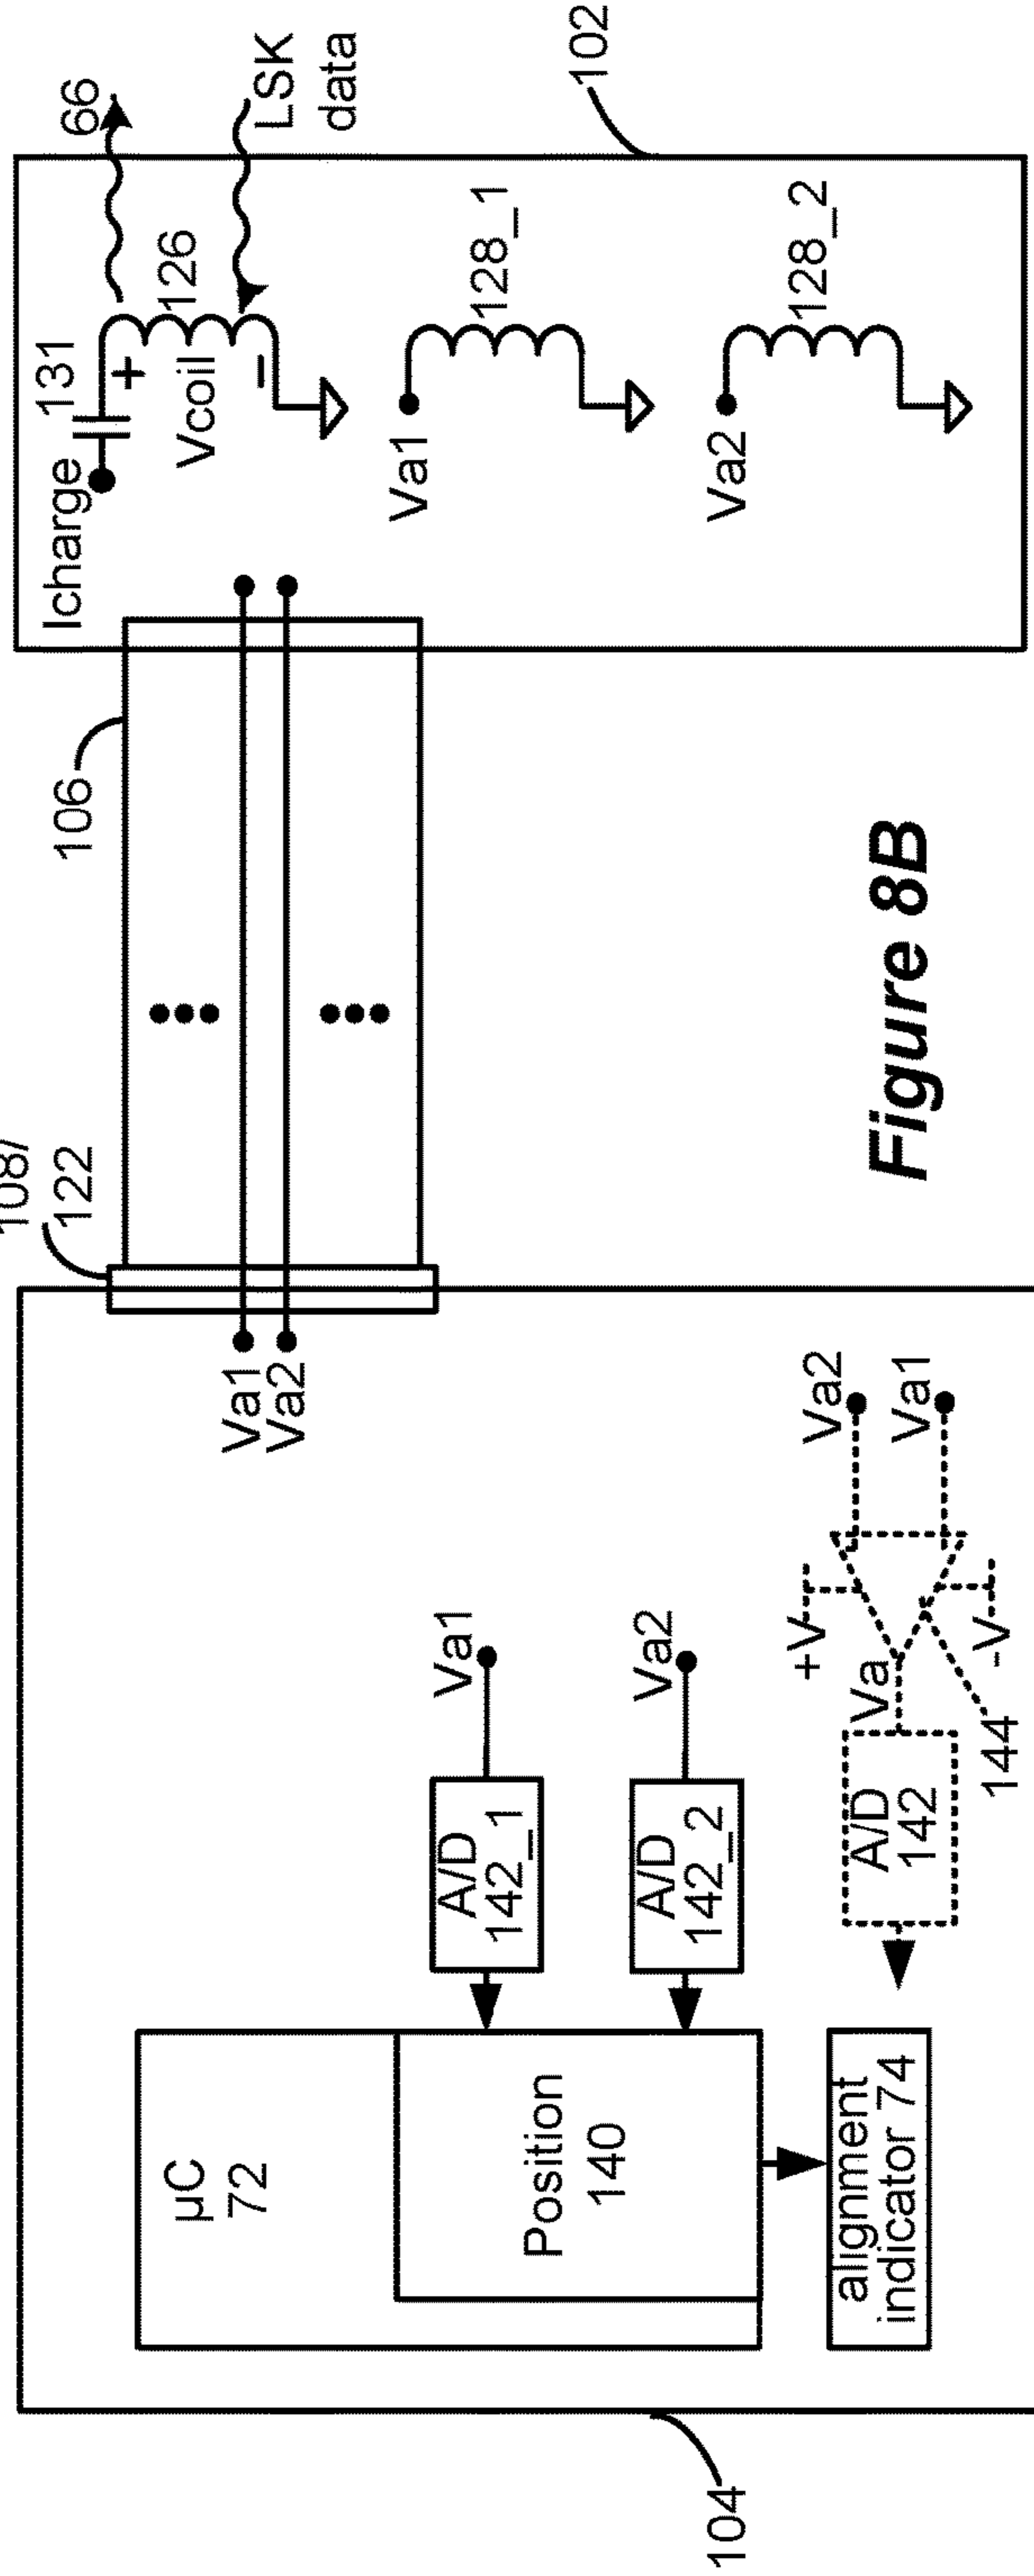 108/
122
106
Icharge
131
66
+
126
Vcoil
–
LSK
data
102
Va1
128_1
Va2
128_2
Va1
Va2
µC
72
Position
140
A/D
142_1
Va1
A/D
142_2
Va2
alignment
indicator 74
A/D
142
Va
+V
-V
Va2
Va1
144
104
Figure 8B